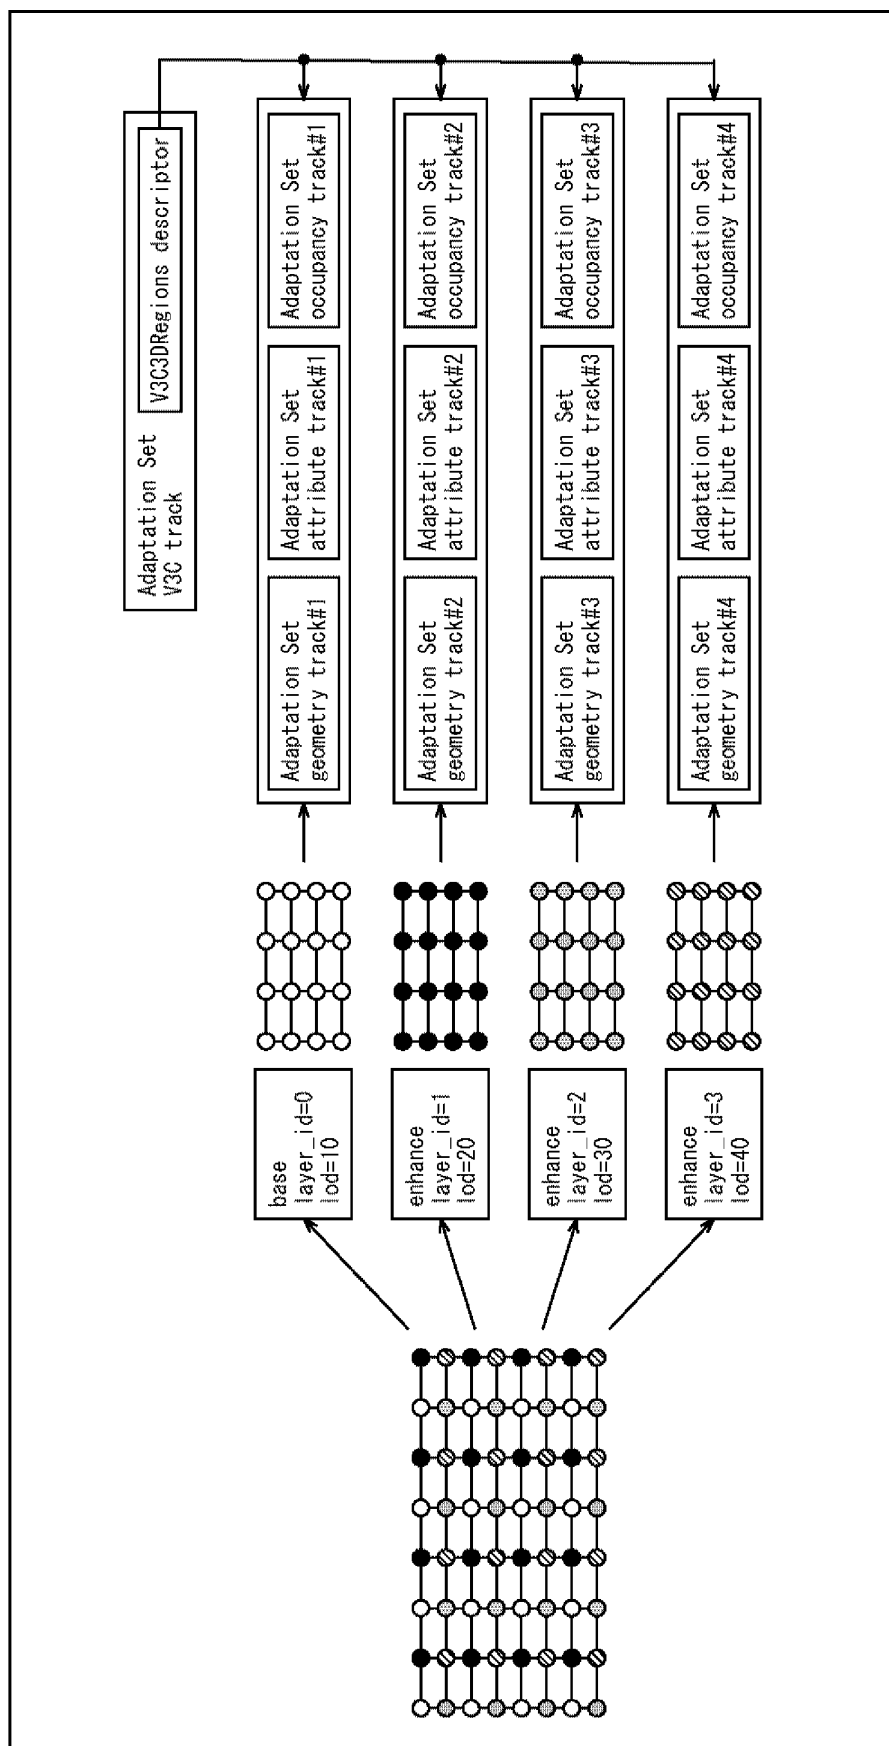 Adaptation Set
V3C track
V3C3DRegions descriptor
base
layer_id=0
lod=10
Adaptation Set
geometry track#1
Adaptation Set
attribute track#1
Adaptation Set
occupancy track#1
enhance
layer_id=1
lod=20
Adaptation Set
geometry track#2
Adaptation Set
attribute track#2
Adaptation Set
occupancy track#2
enhance
layer_id=2
lod=30
Adaptation Set
geometry track#3
Adaptation Set
attribute track#3
Adaptation Set
occupancy track#3
enhance
layer_id=3
lod=40
Adaptation Set
geometry track#4
Adaptation Set
attribute track#4
Adaptation Set
occupancy track#4